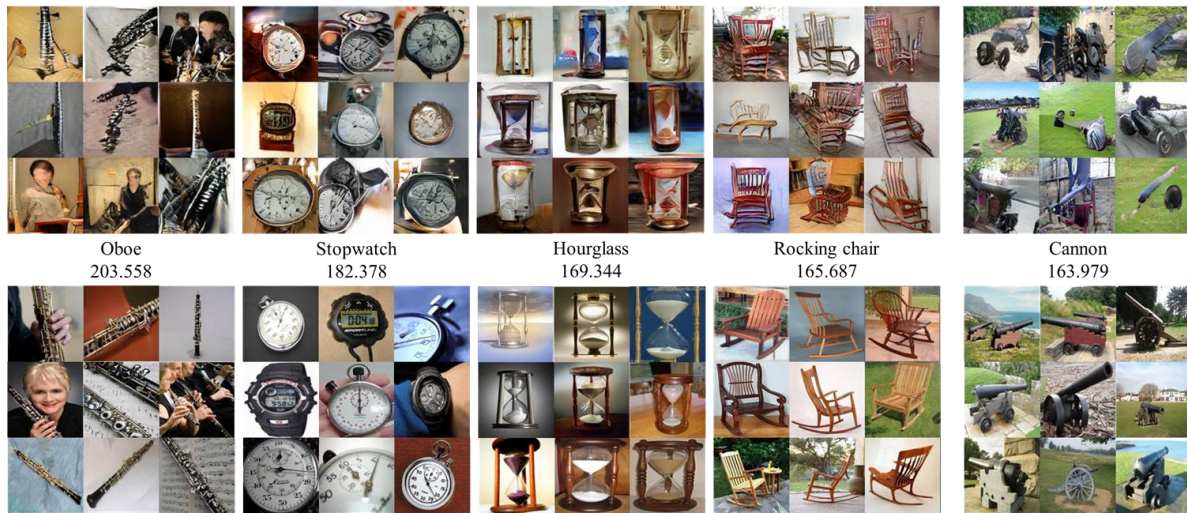 Oboe
203.558
Stopwatch
182.378
Hourglass
169.344
Rocking chair
165.687
Cannon
163.979